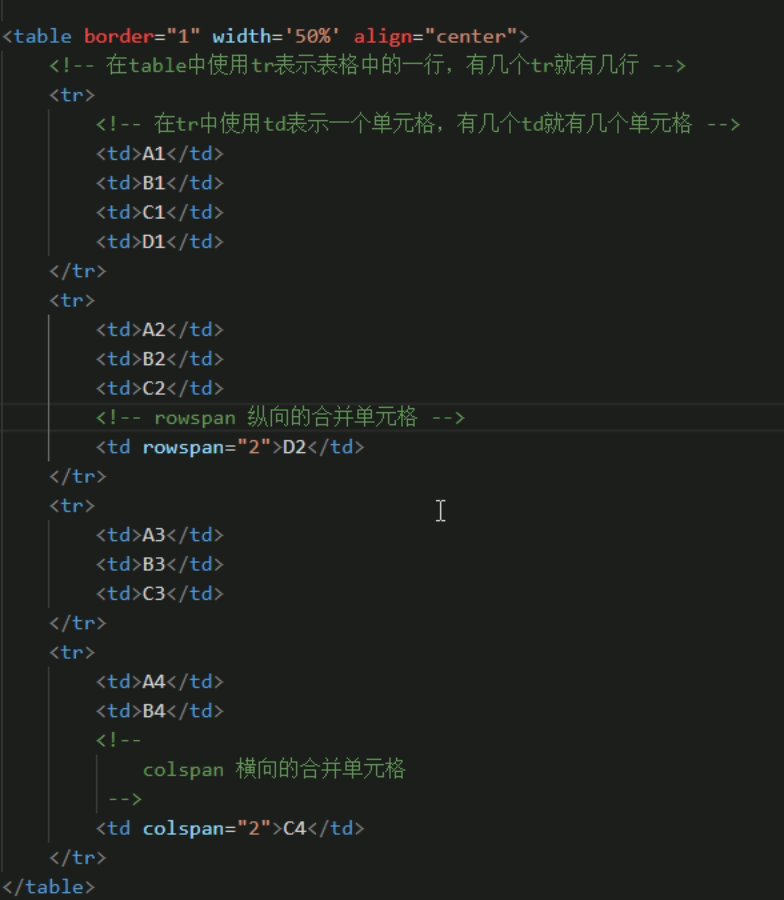 <table border="1" width='50%' align="center">
<!-- 在table中使用tr表示表格中的一行，有几个tr就有几行 -->
<tr>
<!-- 在tr中使用td表示一个单元格，有几个td就有几个单元格 -->
<td>A1</td>
<td>B1</td>
<td>C1</td>
<td>D1</td>
</tr>
<tr>
<td>A2</td>
<td>B2</td>
<td>C2</td>
<!-- rowspan 纵向的合并单元格 -->
<td rowspan="2">D2</td>
</tr>
<tr>
<td>A3</td>
<td>B3</td>
<td>C3</td>
</tr>
<tr>
<td>A4</td>
<td>B4</td>
<!--
colspan 横向的合并单元格
-->
<td colspan="2">C4</td>
</tr>
</table>